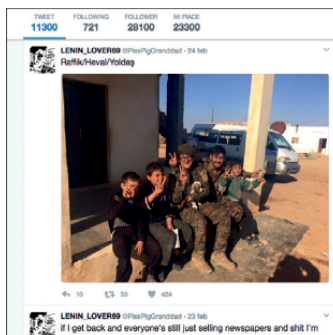 TWEET FOLLOWING FOLLOWER MI PIACE
11300 721 28100 23300
LENIN_LOVER69 @PissPigGranddad · 24 feb
Refîk/Heval/Yoldaş
10 33 424
LENIN_LOVER69 @PissPigGranddad · 23 feb
if I get back and everyone's still just selling newspapers and shit I'm